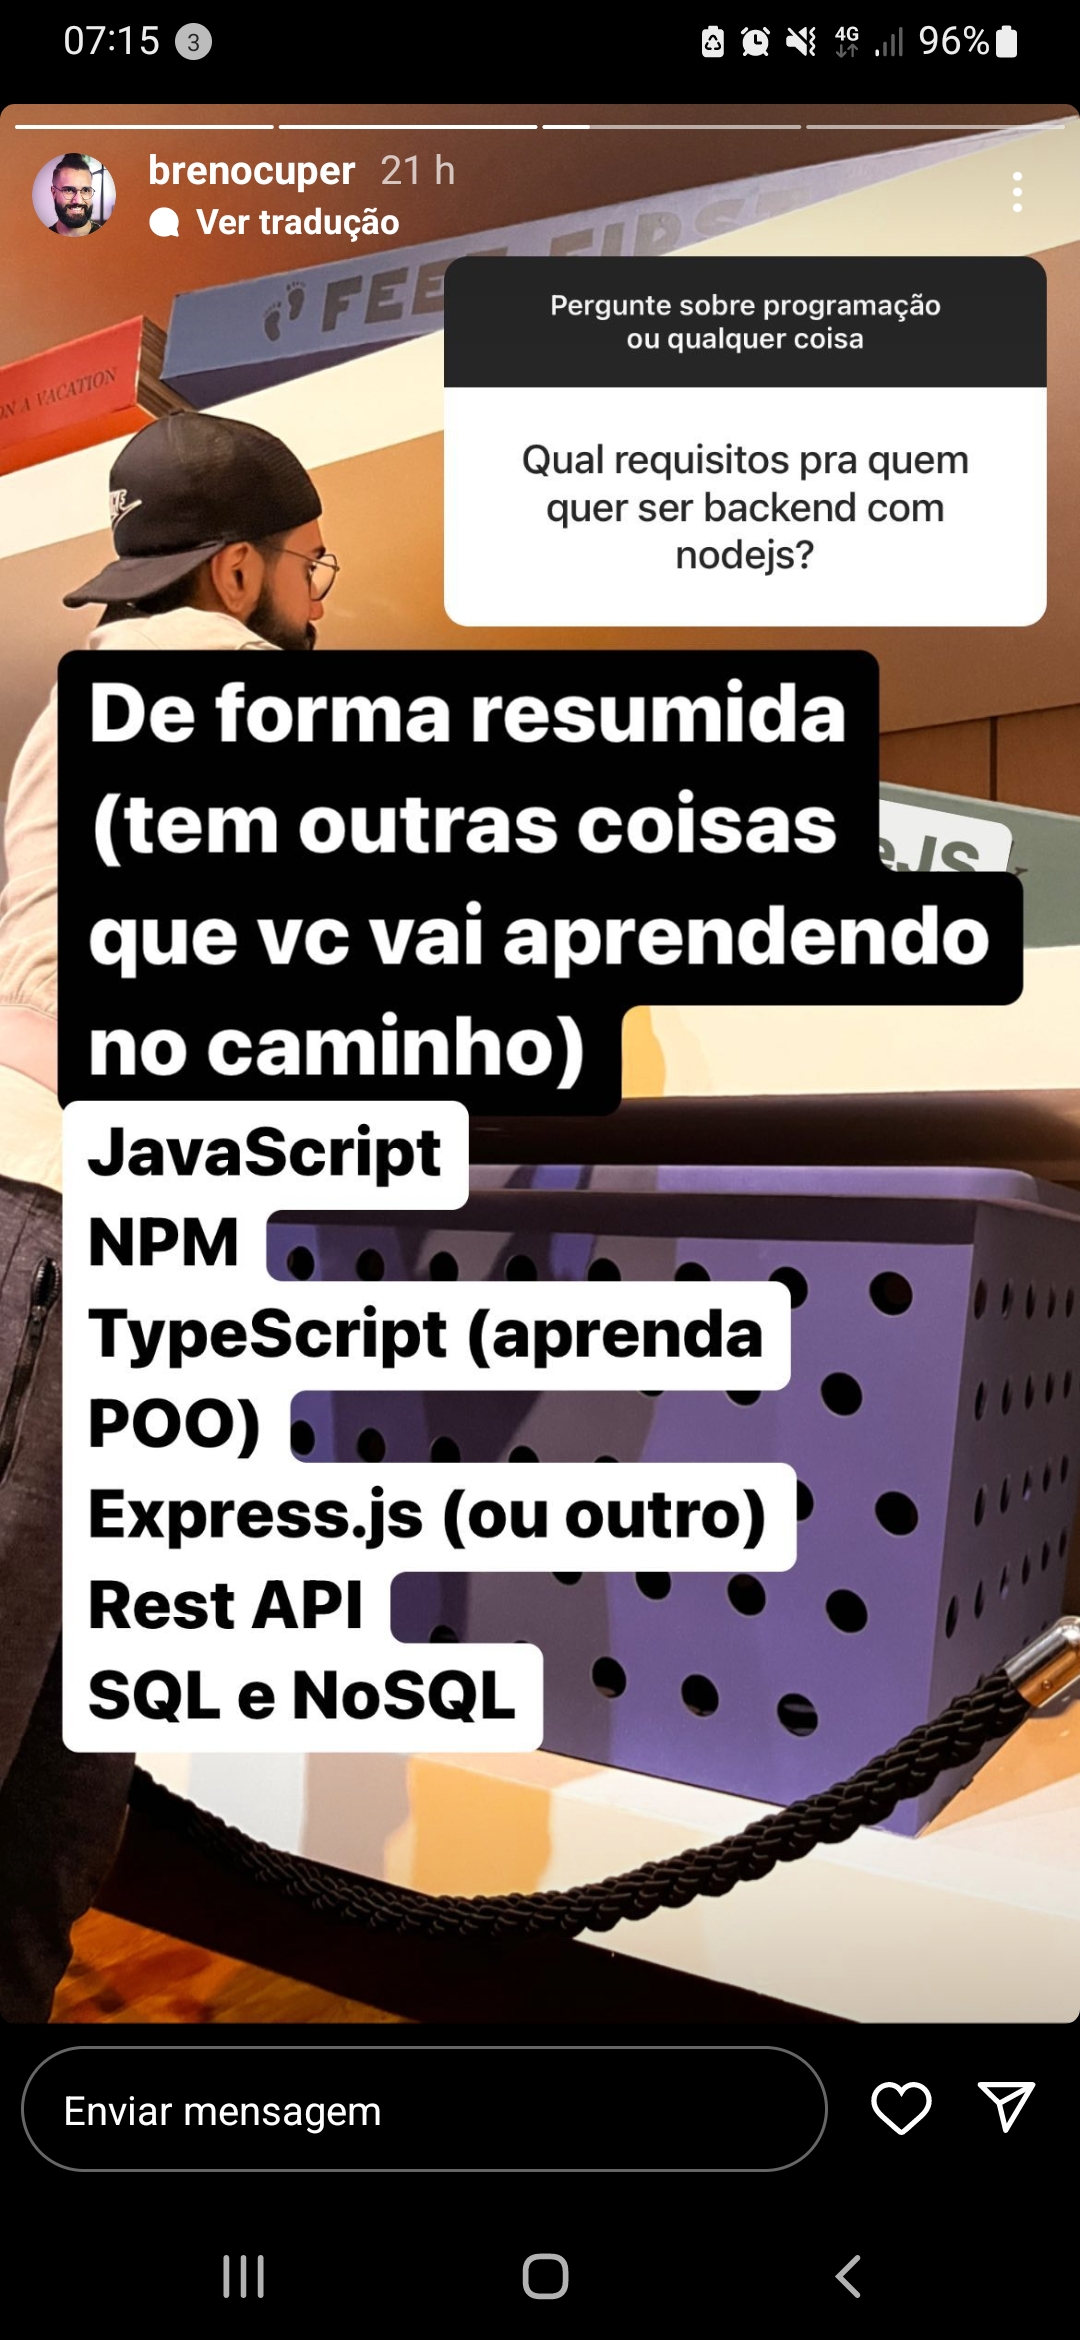 07:15 3
4G 96%
brenocuper 21 h
Ver tradução
FEET FIRST
ON A VACATION
Pergunte sobre programação
ou qualquer coisa
Qual requisitos pra quem
quer ser backend com
nodejs?
De forma resumida
(tem outras coisas
que vc vai aprendendo
no caminho)
eJS
JavaScript
NPM
TypeScript (aprenda
POO)
Express.js (ou outro)
Rest API
SQL e NoSQL
Enviar mensagem